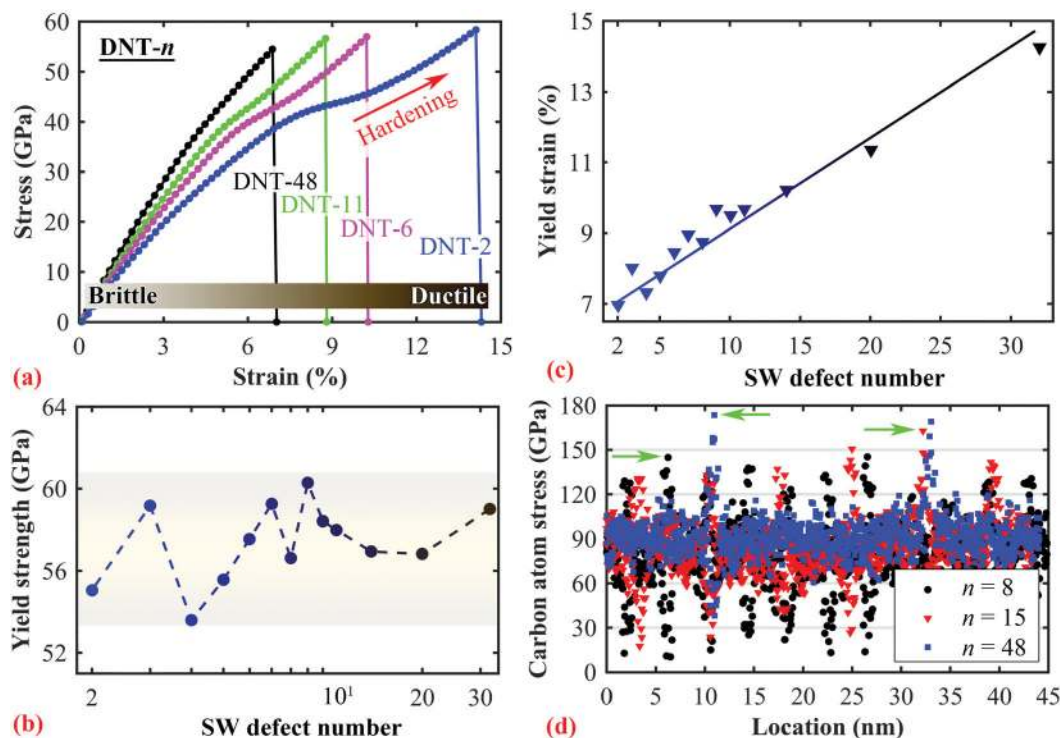 DNT-n
Hardening
DNT-48
DNT-11
DNT-6
DNT-2
Brittle
Ductile
60
50
40
30
20
10
0
0
3
6
9
12
15
Stress (GPa)
Strain (%)
(a)
15
13
11
9
7
2
5
10
15
20
25
30
Yield strain (%)
SW defect number
(c)
64
60
56
52
2
10¹
20
30
Yield strength (GPa)
SW defect number
(b)
180
150
120
90
60
30
0
0
5
10
15
20
25
30
35
40
45
Carbon atom stress (GPa)
Location (nm)
n = 8
n = 15
n = 48
(d)